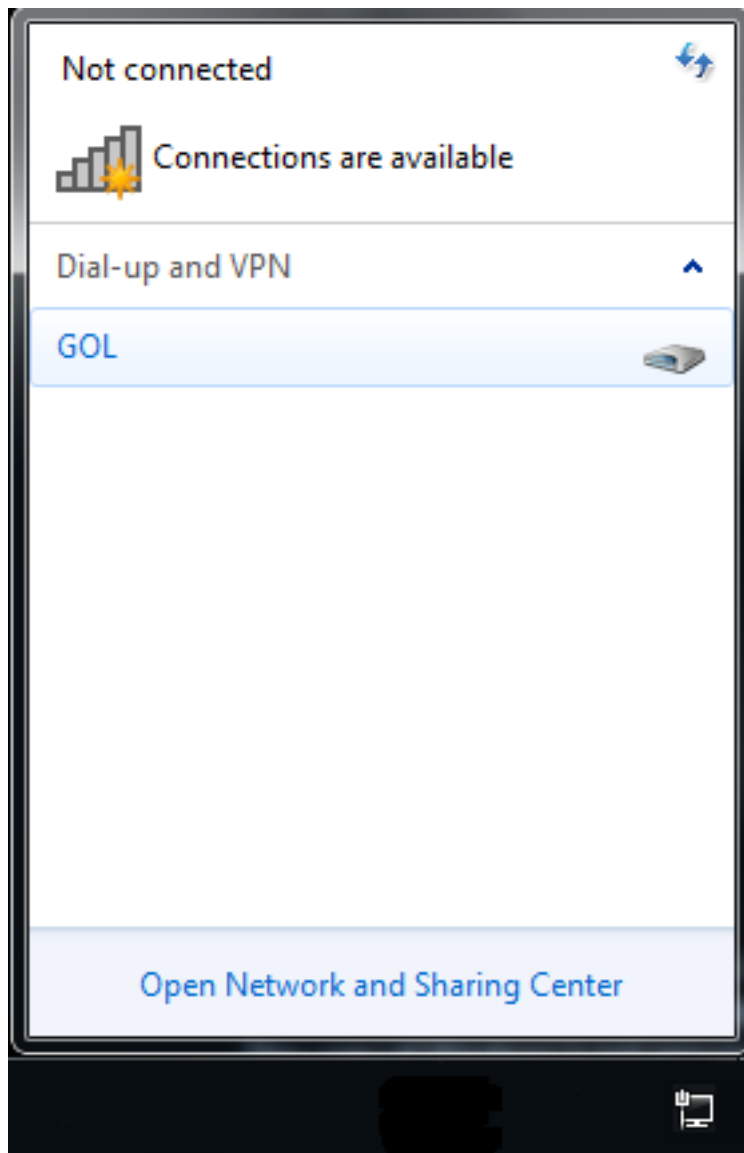 Not connected
Connections are available
Dial-up and VPN
GOL
Open Network and Sharing Center